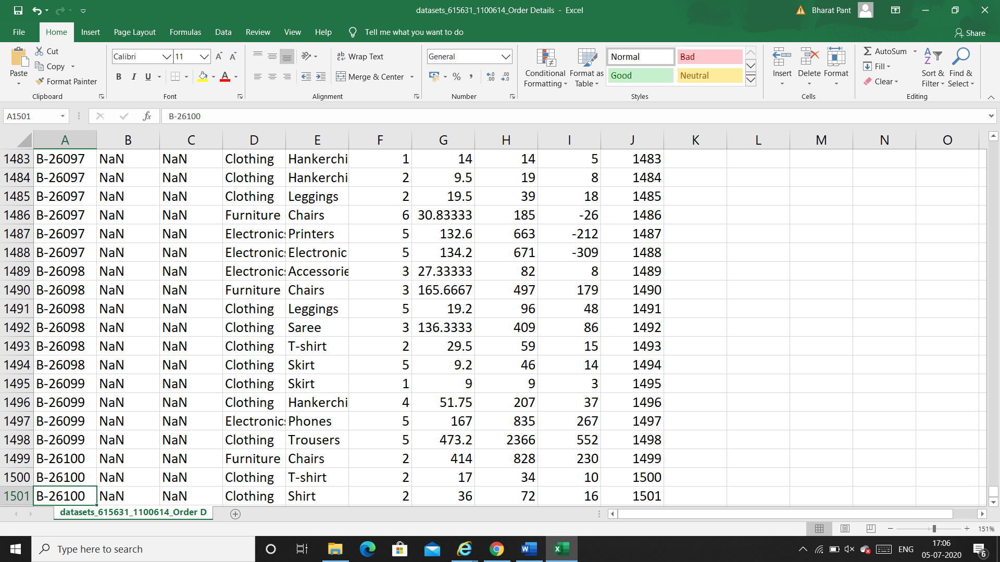 datasets_615631_1100614_Order Details - Excel
Bharat Pant
File Home Insert Page Layout Formulas Data Review View Help Tell me what you want to do Share
Paste
Cut
Copy
Format Painter
Clipboard
Calibri 11
B I U
Font
Wrap Text
Merge & Center
Alignment
General
Number
Conditional Formatting
Format as Table
Normal Bad
Good Neutral
Styles
Insert Delete Format
Cells
AutoSum
Fill
Clear
Sort & Filter
Find & Select
Editing
A1501 fx B-26100
A B C D E F G H I J K L M N O
1483 B-26097 NaN NaN Clothing Hankerchi 1 14 14 5 1483
1484 B-26097 NaN NaN Clothing Hankerchi 2 9.5 19 8 1484
1485 B-26097 NaN NaN Clothing Leggings 2 19.5 39 18 1485
1486 B-26097 NaN NaN Furniture Chairs 6 30.83333 185 -26 1486
1487 B-26097 NaN NaN Electronics Printers 5 132.6 663 -212 1487
1488 B-26097 NaN NaN Electronics Electronic 5 134.2 671 -309 1488
1489 B-26098 NaN NaN Electronics Accessorie 3 27.33333 82 8 1489
1490 B-26098 NaN NaN Furniture Chairs 3 165.6667 497 179 1490
1491 B-26098 NaN NaN Clothing Leggings 5 19.2 96 48 1491
1492 B-26098 NaN NaN Clothing Saree 3 136.3333 409 86 1492
1493 B-26098 NaN NaN Clothing T-shirt 2 29.5 59 15 1493
1494 B-26098 NaN NaN Clothing Skirt 5 9.2 46 14 1494
1495 B-26099 NaN NaN Clothing Skirt 1 9 9 3 1495
1496 B-26099 NaN NaN Clothing Hankerchi 4 51.75 207 37 1496
1497 B-26099 NaN NaN Electronics Phones 5 167 835 267 1497
1498 B-26099 NaN NaN Clothing Trousers 5 473.2 2366 552 1498
1499 B-26100 NaN NaN Furniture Chairs 2 414 828 230 1499
1500 B-26100 NaN NaN Clothing T-shirt 2 17 34 10 1500
1501 B-26100 NaN NaN Clothing Shirt 2 36 72 16 1501
datasets_615631_1100614_Order D
151%
Type here to search
ENG
17:06
05-07-2020
6